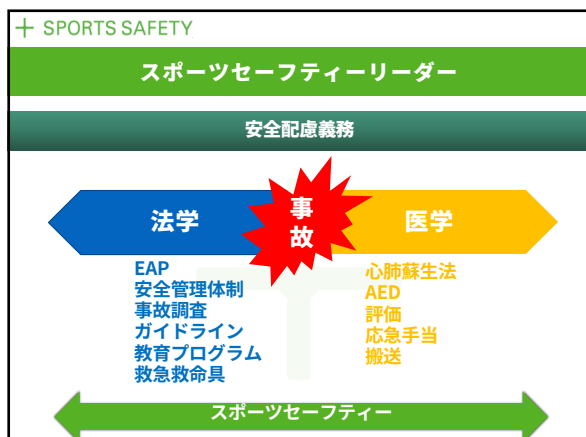 + SPORTS SAFETY
スポーツセーフティーリーダー
安全配慮義務
法学
事故
医学
EAP
安全管理体制
事故調査
ガイドライン
教育プログラム
救急救命具
心肺蘇生法
AED
評価
応急手当
搬送
スポーツセーフティー